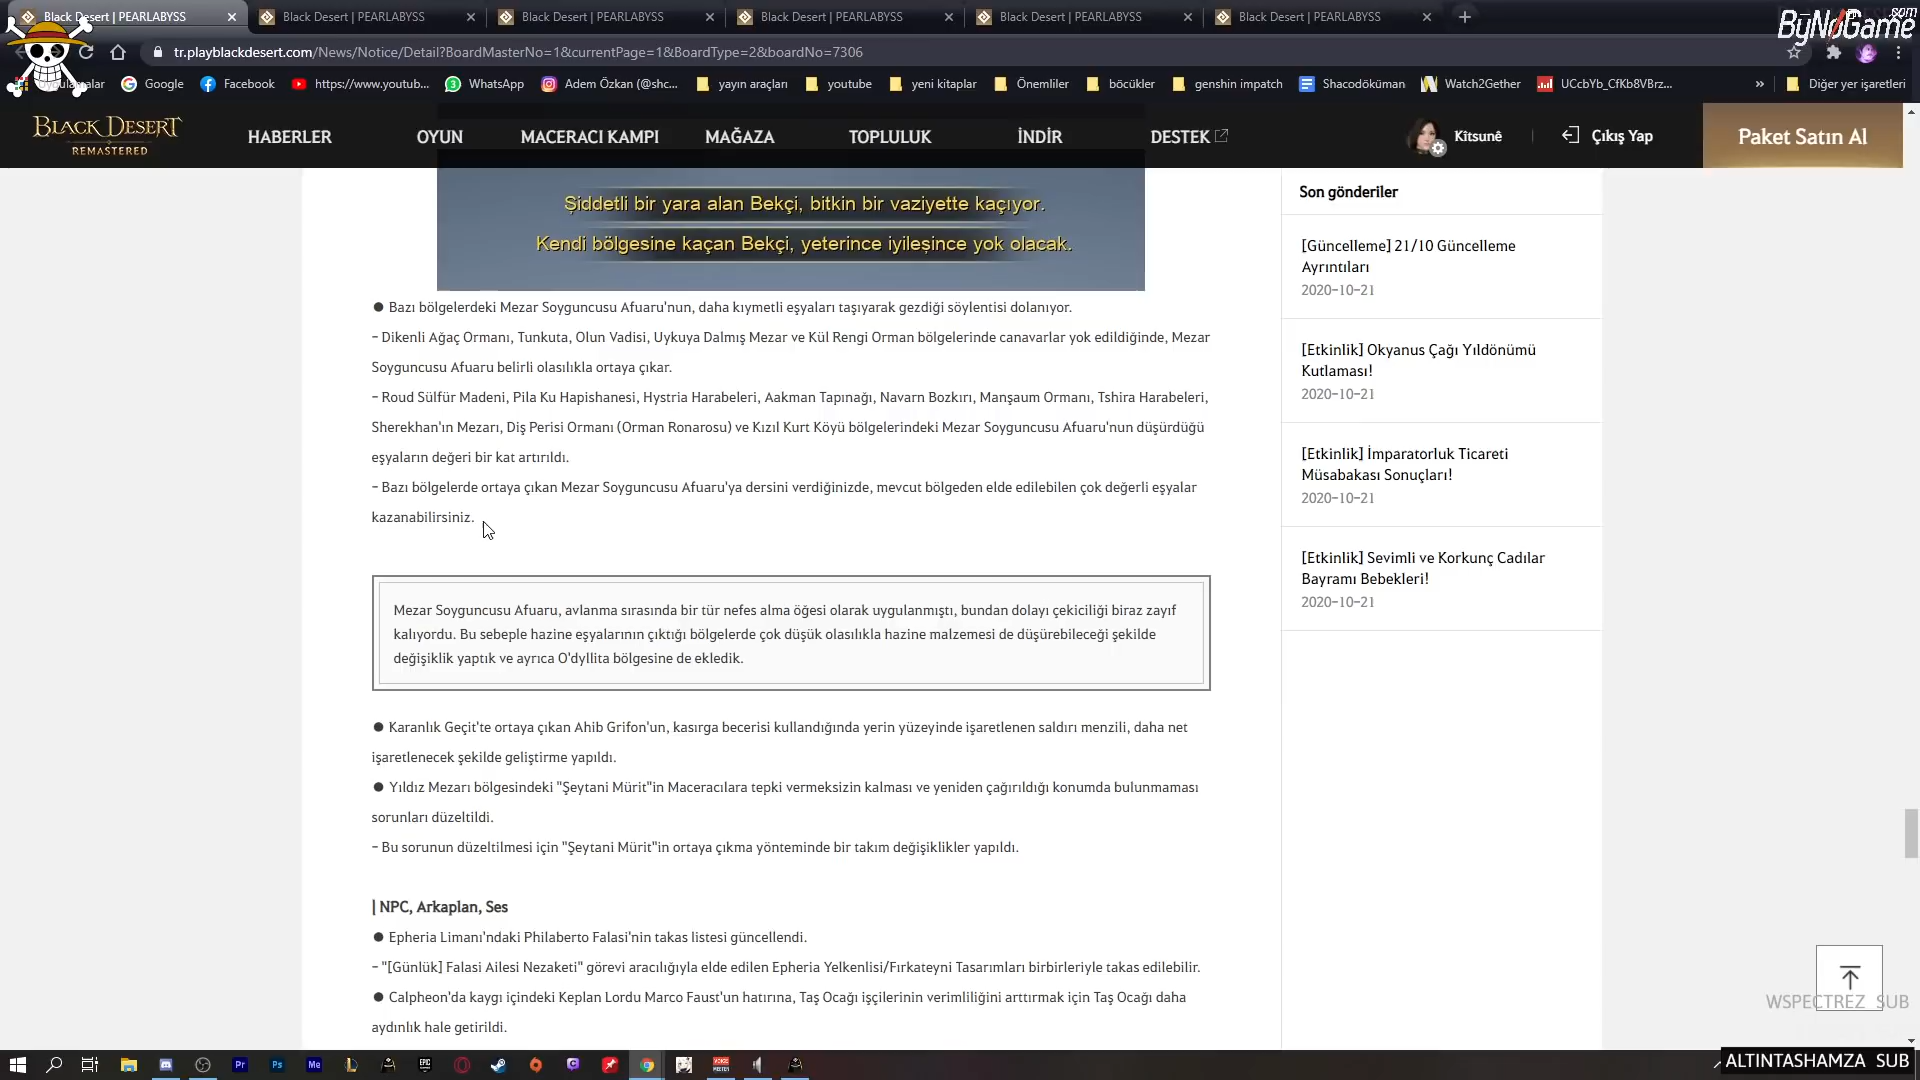 Black Desert | PEARLABYSS
Black Desert | PEARLABYSS
Black Desert | PEARLABYSS
Black Desert | PEARLABYSS
Black Desert | PEARLABYSS
Black Desert | PEARLABYSS
ByNoGame.com
tr.playblackdesert.com/News/Notice/Detail?BoardMasterNo=1&currentPage=1&BoardType=2&boardNo=7306
Google
Facebook
https://www.youtub...
WhatsApp
Adem Özkan (@shc...
yayın araçları
youtube
yeni kitaplar
Önemliler
böcükler
genshin impatch
Shacodöküman
Watch2Gether
UCcbYb_CfKb8VBrz...
»
Diğer yer işaretleri
BLACK DESERT
REMASTERED
HABERLER
OYUN
MACERACI KAMPI
MAĞAZA
TOPLULUK
İNDİR
DESTEK
Kitsunê
Çıkış Yap
Paket Satın Al
Şiddetli bir yara alan Bekçi, bitkin bir vaziyette kaçıyor.
Kendi bölgesine kaçan Bekçi, yeterince iyileşince yok olacak.
● Bazı bölgelerdeki Mezar Soyguncusu Afuaru'nun, daha kıymetli eşyaları taşıyarak gezdiği söylentisi dolanıyor.
- Dikenli Ağaç Ormanı, Tunkuta, Olun Vadisi, Uykuya Dalmış Mezar ve Kül Rengi Orman bölgelerinde canavarlar yok edildiğinde, Mezar
Soyguncusu Afuaru belirli olasılıkla ortaya çıkar.
- Roud Sülfür Madeni, Pila Ku Hapishanesi, Hystria Harabeleri, Aakman Tapınağı, Navarn Bozkırı, Manşaum Ormanı, Tshira Harabeleri,
Sherekhan'ın Mezarı, Diş Perisi Ormanı (Orman Ronarosu) ve Kızıl Kurt Köyü bölgelerindeki Mezar Soyguncusu Afuaru'nun düşürdüğü
eşyaların değeri bir kat artırıldı.
- Bazı bölgelerde ortaya çıkan Mezar Soyguncusu Afuaru'ya dersini verdiğinizde, mevcut bölgeden elde edilebilen çok değerli eşyalar
kazanabilirsiniz.
Mezar Soyguncusu Afuaru, avlanma sırasında bir tür nefes alma öğesi olarak uygulanmıştı, bundan dolayı çekiciliği biraz zayıf
kalıyordu. Bu sebeple hazine eşyalarının çıktığı bölgelerde çok düşük olasılıkla hazine malzemesi de düşürebileceği şekilde
değişiklik yaptık ve ayrıca O'dyllita bölgesine de ekledik.
● Karanlık Geçit'te ortaya çıkan Ahib Grifon'un, kasırga becerisi kullandığında yerin yüzeyinde işaretlenen saldırı menzili, daha net
işaretlenecek şekilde geliştirme yapıldı.
● Yıldız Mezarı bölgesindeki "Şeytani Mürit"in Maceracılara tepki vermeksizin kalması ve yeniden çağırıldığı konumda bulunmaması
sorunları düzeltildi.
- Bu sorunun düzeltilmesi için "Şeytani Mürit"in ortaya çıkma yönteminde bir takım değişiklikler yapıldı.
| NPC, Arkaplan, Ses
● Epheria Limanı'ndaki Philaberto Falasi'nin takas listesi güncellendi.
- "[Günlük] Falasi Ailesi Nezaketi" görevi aracılığıyla elde edilen Epheria Yelkenlisi/Fırkateyni Tasarımları birbirleriyle takas edilebilir.
● Calpheon'da kaygı içindeki Keplan Lordu Marco Faust'un hatırına, Taş Ocağı işçilerinin verimliliğini arttırmak için Taş Ocağı daha
aydınlık hale getirildi.
Son gönderiler
[Güncelleme] 21/10 Güncelleme
Ayrıntıları
2020-10-21
[Etkinlik] Okyanus Çağı Yıldönümü
Kutlaması!
2020-10-21
[Etkinlik] İmparatorluk Ticareti
Müsabakası Sonuçları!
2020-10-21
[Etkinlik] Sevimli ve Korkunç Cadılar
Bayramı Bebekleri!
2020-10-21
WSPECTREZ SUB
ALTINTASHAMZA SUB
Pr
Ps
Me
EPIC